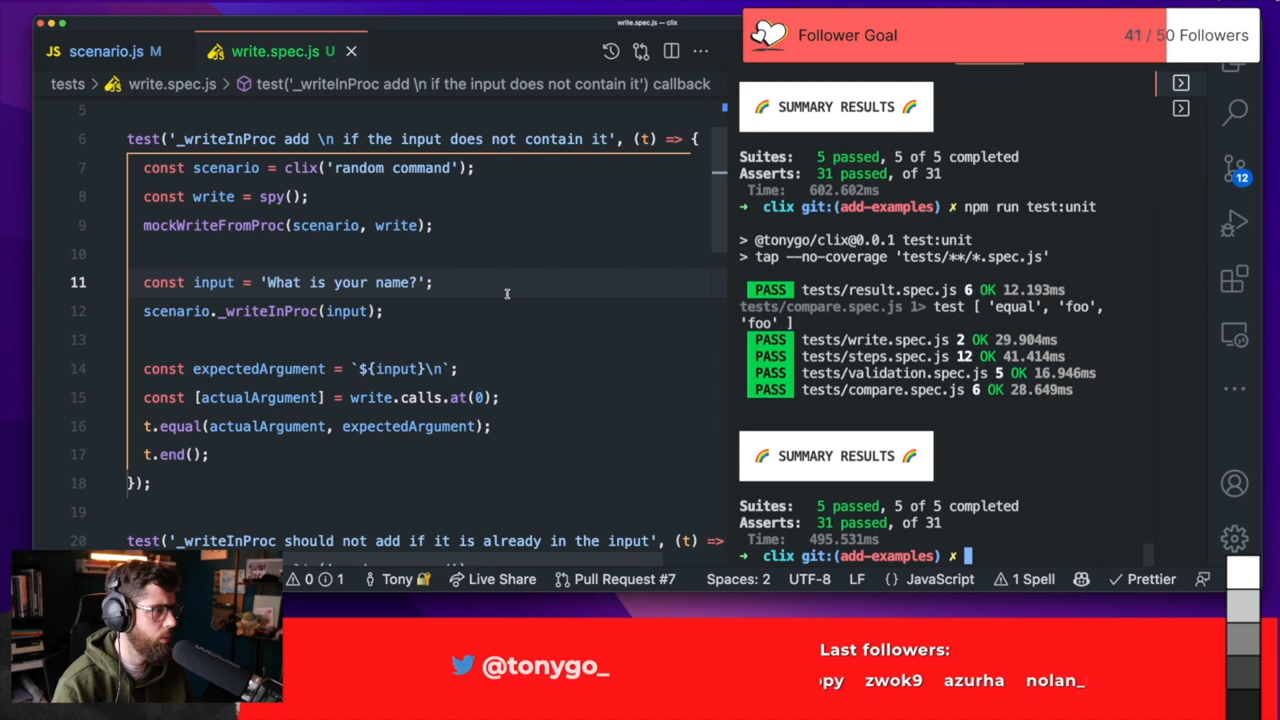 write.spec.js — clix
JS scenario.js M
write.spec.js U
tests > write.spec.js > test('_writeInProc add \n if the input does not contain it') callback
5
6 test('_writeInProc add \n if the input does not contain it', (t) => {
7 const scenario = clix('random command');
8 const write = spy();
9 mockWriteFromProc(scenario, write);
10
11 const input = 'What is your name?';
12 scenario._writeInProc(input);
13
14 const expectedArgument = `${input}\n`;
15 const [actualArgument] = write.calls.at(0);
16 t.equal(actualArgument, expectedArgument);
17 t.end();
18 });
19
20 test('_writeInProc should not add if it is already in the input', (t) =>
Follower Goal
41 / 50 Followers
🌈 SUMMARY RESULTS 🌈
Suites: 5 passed, 5 of 5 completed
Asserts: 31 passed, of 31
Time: 602.602ms
➜ clix git:(add-examples) ✗ npm run test:unit
> @tonygo/clix@0.0.1 test:unit
> tap --no-coverage 'tests/**/*.spec.js'
PASS tests/result.spec.js 6 OK 12.193ms
tests/compare.spec.js 1> test [ 'equal', 'foo',
'foo' ]
PASS tests/write.spec.js 2 OK 29.904ms
PASS tests/steps.spec.js 12 OK 41.414ms
PASS tests/validation.spec.js 5 OK 16.946ms
PASS tests/compare.spec.js 6 OK 28.649ms
🌈 SUMMARY RESULTS 🌈
Suites: 5 passed, 5 of 5 completed
Asserts: 31 passed, of 31
Time: 495.531ms
➜ clix git:(add-examples) ✗
12
0 1 Tony 🔐 Live Share Pull Request #7 Spaces: 2 UTF-8 LF {} JavaScript 1 Spell Prettier
@tonygo_
Last followers:
ppy zwok9 azurha nolan_